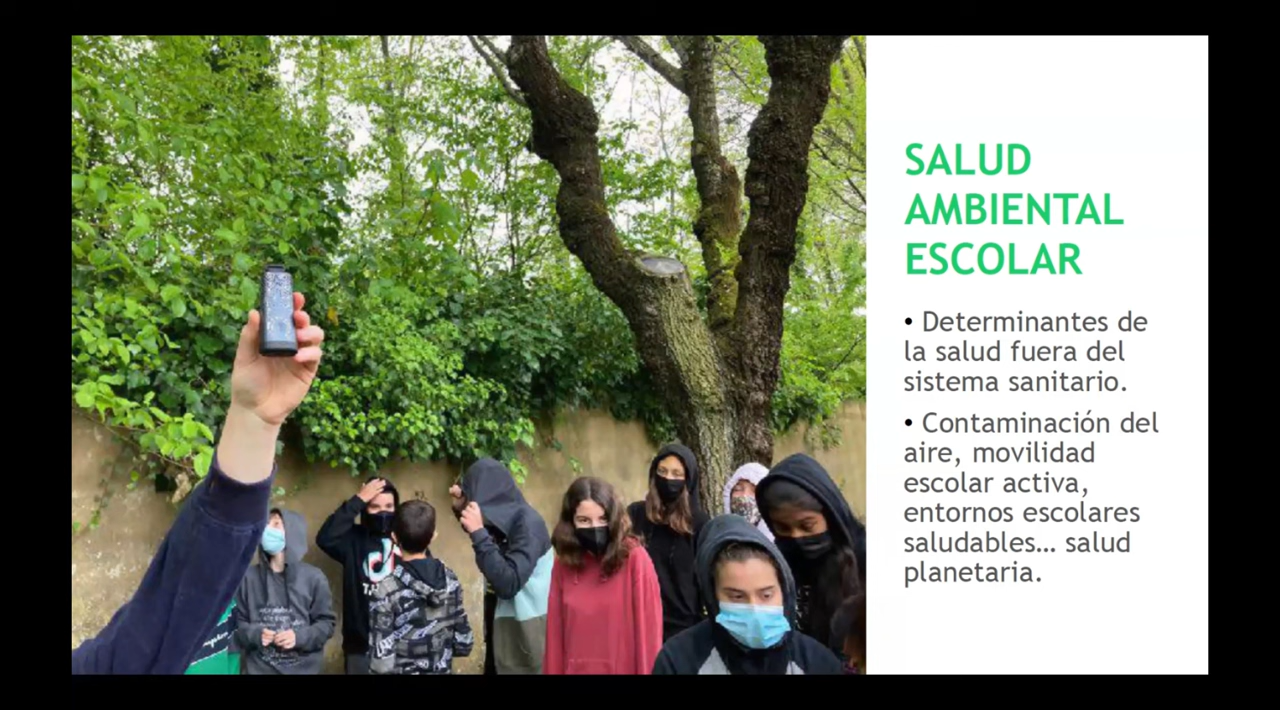 SALUD
AMBIENTAL
ESCOLAR
• Determinantes de
la salud fuera del
sistema sanitario.
• Contaminación del
aire, movilidad
escolar activa,
entornos escolares
saludables... salud
planetaria.